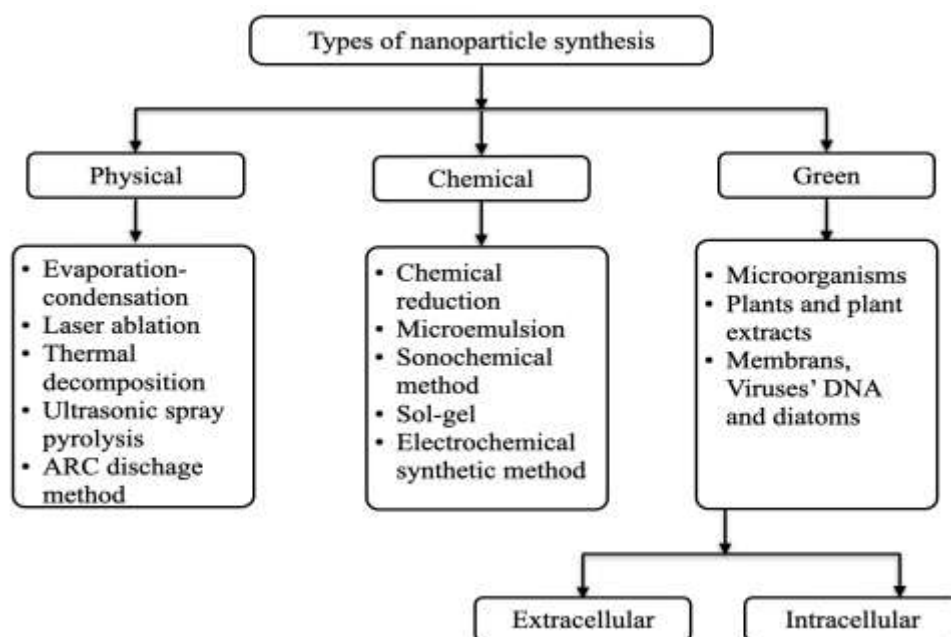 Types of nanoparticle synthesis
Physical
Chemical
Green
• Evaporation-
condensation
• Laser ablation
• Thermal
decomposition
• Ultrasonic spray
pyrolysis
• ARC dischage
method
• Chemical
reduction
• Microemulsion
• Sonochemical
method
• Sol-gel
• Electrochemical
synthetic method
• Microorganisms
• Plants and plant
extracts
• Membrans,
Viruses’ DNA
and diatoms
Extracellular
Intracellular